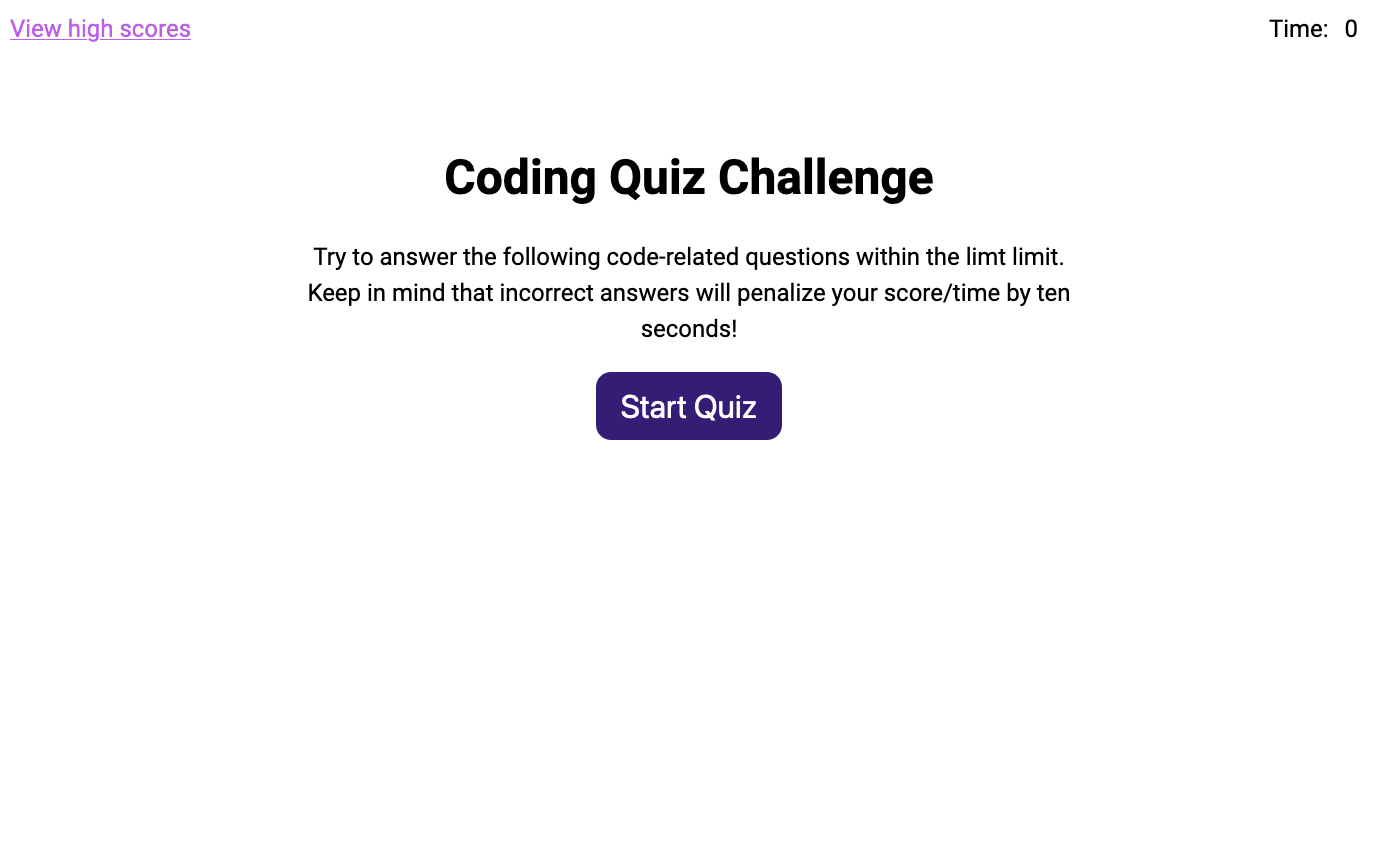 View high scores
Time: 0
Coding Quiz Challenge
Try to answer the following code-related questions within the limt limit.
Keep in mind that incorrect answers will penalize your score/time by ten
seconds!
Start Quiz